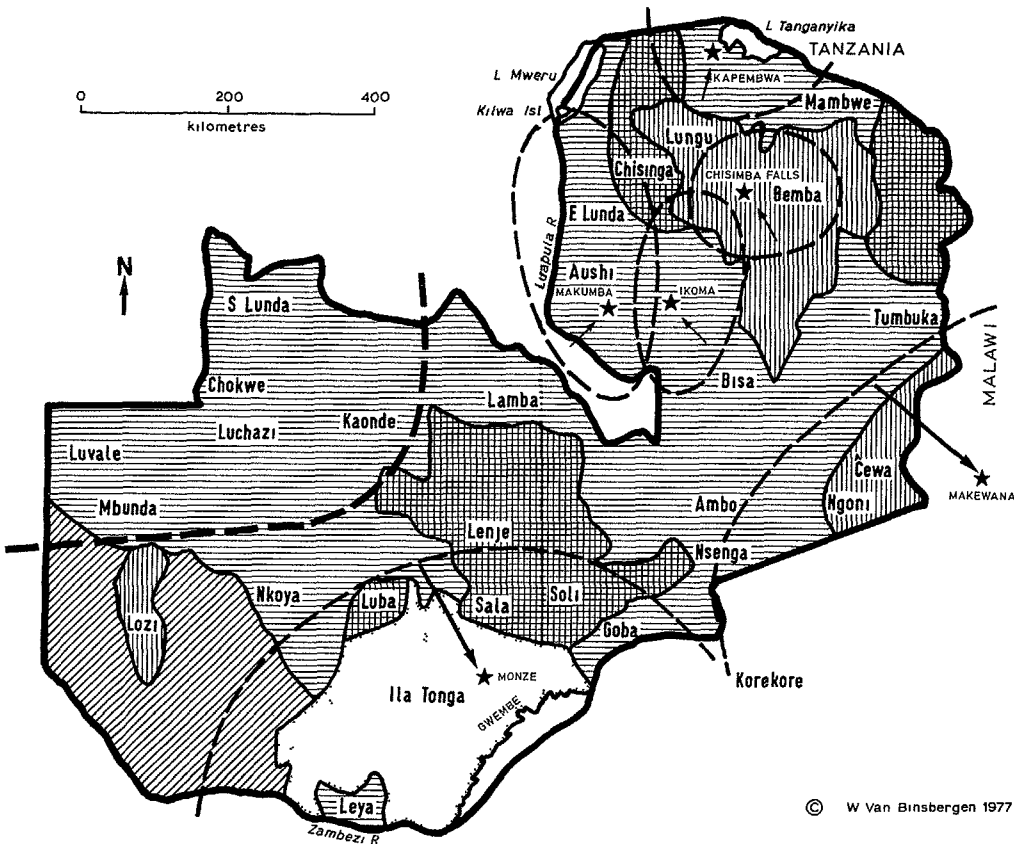 L Tanganyika
TANZANIA
KAPEMBWA
L Mweru
Kilwa Isl
Mambwe
0 200 400
kilometres
Lungu
Chisinga
CHISIMBA FALLS
Bemba
E Lunda
Luapula R
N
Aushi
MAKUMBA
IKOMA
S Lunda
Tumbuka
MALAWI
Chokwe
Bisa
Lamba
Kaonde
Luchazi
Luvale
Ĉewa
MAKEWANA
Mbunda
Ambo
Ngoni
Lenje
Nsenga
Nkoya
Luba
Sala
Soli
Lozi
Goba
MONZE
Korekore
Ila Tonga
GWEMBE
Leya
Zambezi R
© W Van Binsbergen 1977